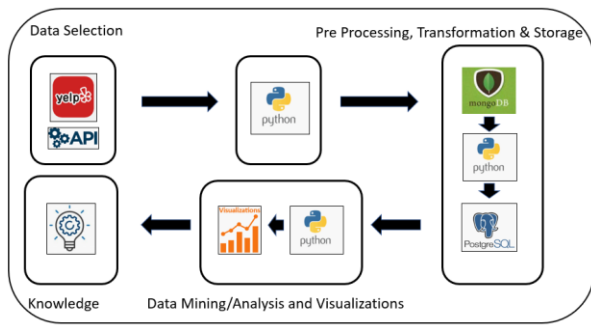 Data Selection
Pre Processing, Transformation & Storage
yelp
API
python
mongoDB
python
PostgreSQL
Visualizations
python
Knowledge
Data Mining/Analysis and Visualizations